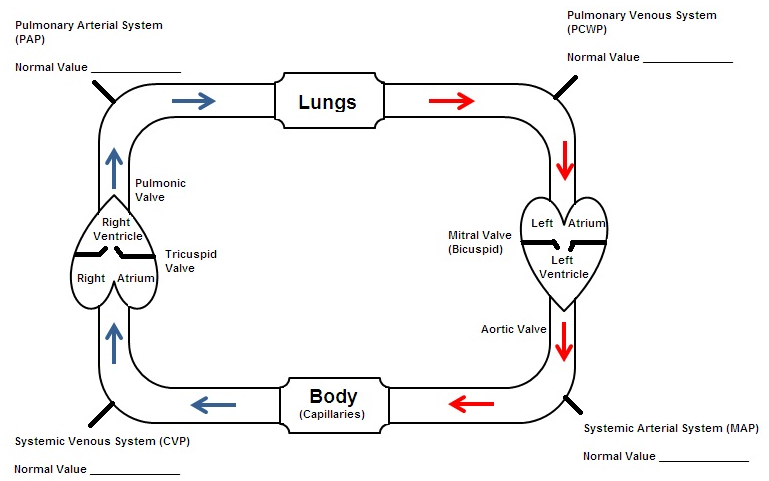 Pulmonary Arterial System
(PAP)
Normal Value ______________
Pulmonary Venous System
(PCWP)
Normal Value ______________
Lungs
Pulmonic
Valve
Right
Ventricle
Tricuspid
Valve
Right Atrium
Left Atrium
Mitral Valve
(Bicuspid)
Left
Ventricle
Aortic Valve
Body
(Capillaries)
Systemic Venous System (CVP)
Normal Value ______________
Systemic Arterial System (MAP)
Normal Value ______________